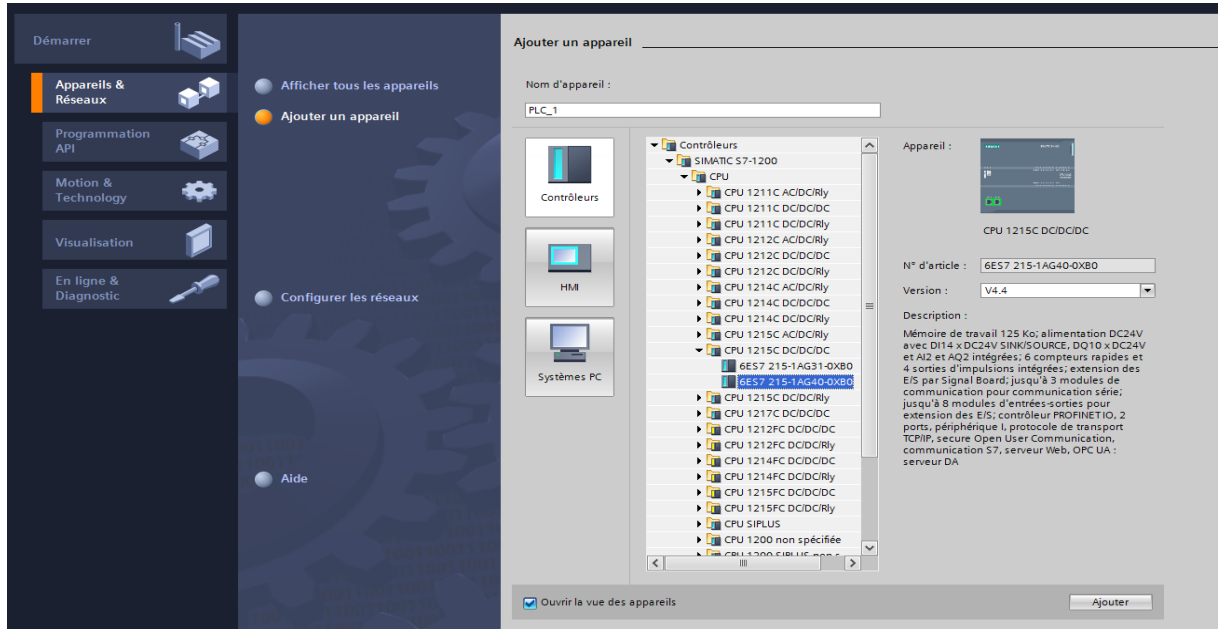 Démarrer
Appareils &
Réseaux
Programmation
API
Motion &
Technology
Visualisation
En ligne &
Diagnostic
Afficher tous les appareils
Ajouter un appareil
Configurer les réseaux
Aide
Ajouter un appareil
Nom d'appareil :
PLC_1
Contrôleurs
HMI
Systèmes PC
Contrôleurs
SIMATIC S7-1200
CPU
CPU 1211C AC/DC/Rly
CPU 1211C DC/DC/DC
CPU 1211C DC/DC/Rly
CPU 1212C AC/DC/Rly
CPU 1212C DC/DC/DC
CPU 1212C DC/DC/Rly
CPU 1214C AC/DC/Rly
CPU 1214C DC/DC/DC
CPU 1214C DC/DC/Rly
CPU 1215C AC/DC/Rly
CPU 1215C DC/DC/DC
6ES7 215-1AG31-0XB0
6ES7 215-1AG40-0XB0
CPU 1215C DC/DC/Rly
CPU 1217C DC/DC/DC
CPU 1212FC DC/DC/DC
CPU 1212FC DC/DC/Rly
CPU 1214FC DC/DC/DC
CPU 1214FC DC/DC/Rly
CPU 1215FC DC/DC/DC
CPU 1215FC DC/DC/Rly
CPU SIPLUS
CPU 1200 non spécifiée
CPU 1200 SIPLUS non s
Appareil :
CPU 1215C DC/DC/DC
N° d'article :
6ES7 215-1AG40-0XB0
Version :
V4.4
Description :
Mémoire de travail 125 Ko; alimentation DC24V
avec DI14 x DC24V SINK/SOURCE, DQ10 x DC24V
et AI2 et AQ2 intégrées; 6 compteurs rapides et
4 sorties d'impulsions intégrées; extension des
E/S par Signal Board; jusqu'à 3 modules de
communication pour communication série;
jusqu'à 8 modules d'entrées-sorties pour
extension des E/S; contrôleur PROFINET IO, 2
ports, périphérique I, protocole de transport
TCP/IP, secure Open User Communication,
communication S7, serveur Web, OPC UA :
serveur DA
Ouvrir la vue des appareils
Ajouter